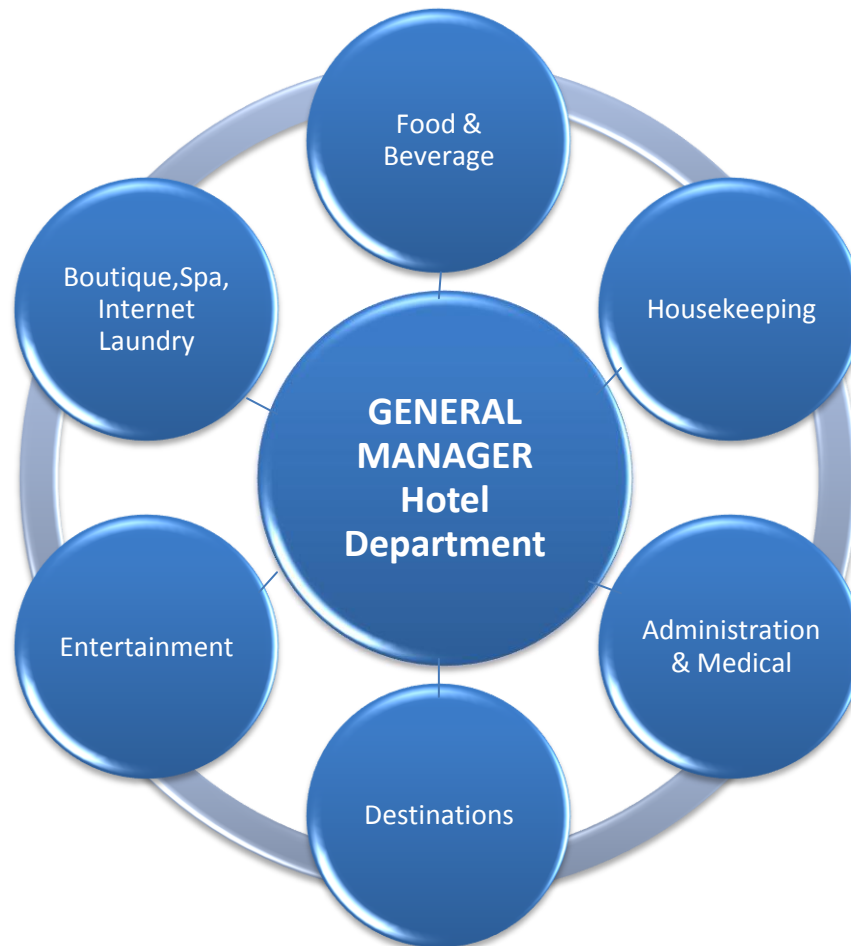 Food &
Beverage
Boutique,Spa,
Internet
Laundry
Housekeeping
GENERAL
MANAGER
Hotel
Department
Entertainment
Administration
& Medical
Destinations